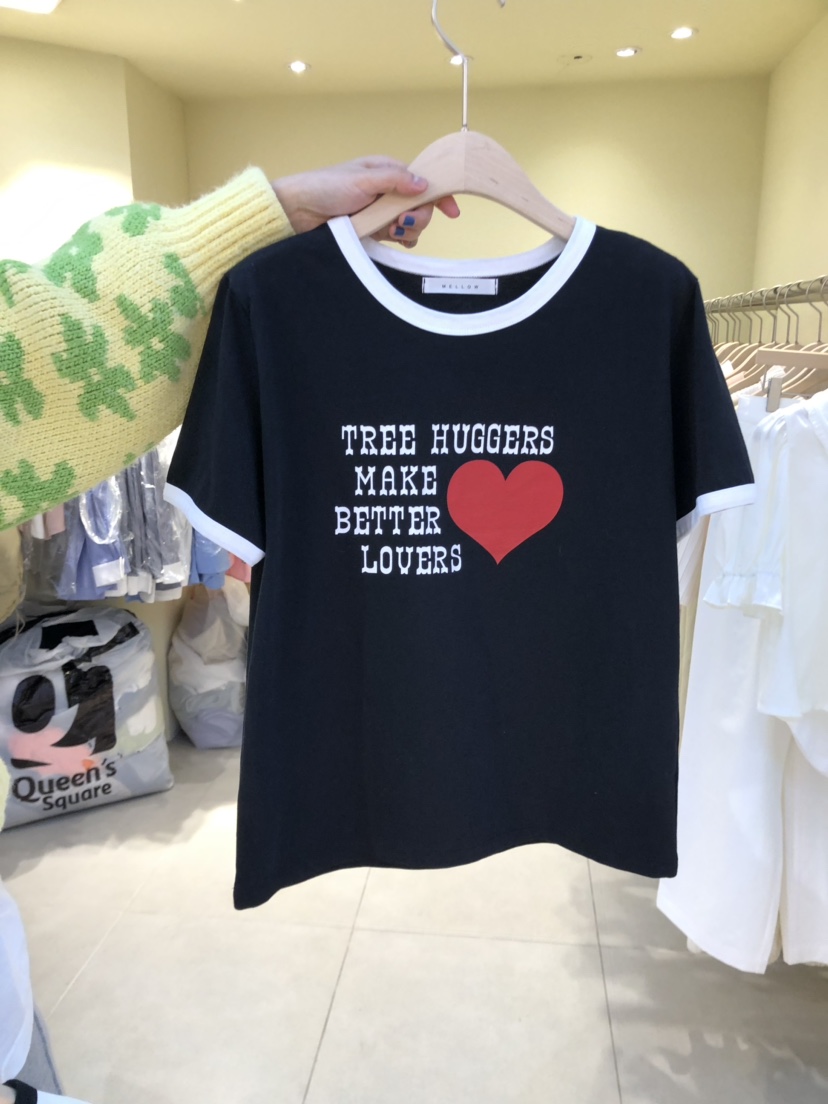 MELLOW
TREE HUGGERS
MAKE
BETTER
LOVERS
Queen's
Square